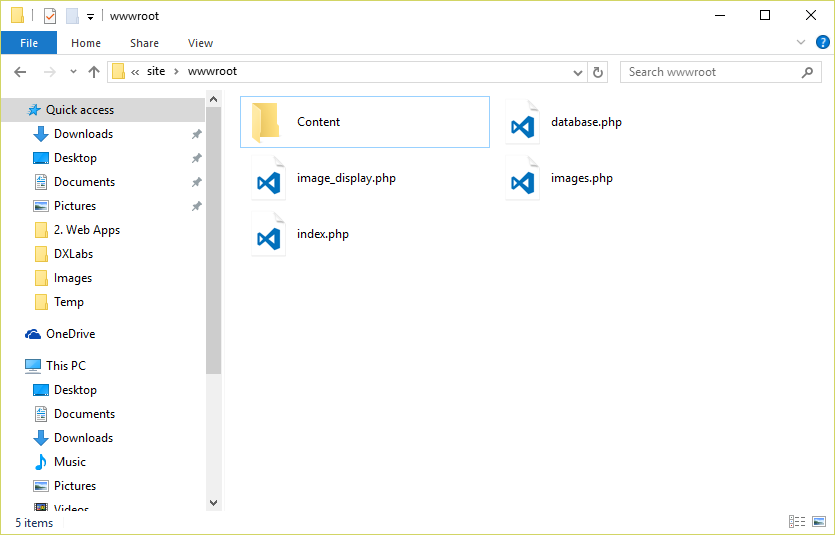 wwwroot
File Home Share View
« site > wwwroot
Search wwwroot
Quick access
Downloads
Desktop
Documents
Pictures
2. Web Apps
DXLabs
Images
Temp
OneDrive
This PC
Desktop
Documents
Downloads
Music
Pictures
Videos
Content
database.php
image_display.php
images.php
index.php
5 items